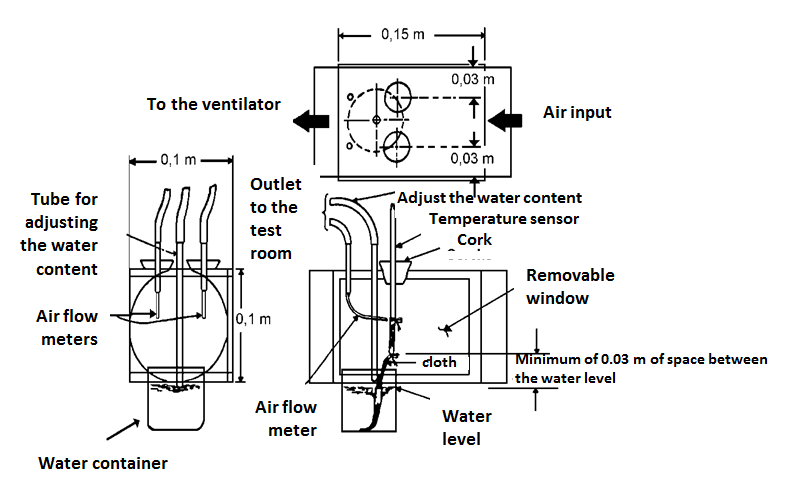 0,15 m
0,03 m
To the ventilator
Air input
0,03 m
0,1 m
Tube for
adjusting
the water
content
Outlet
to the
test
room
Adjust the water content
Temperature sensor
Cork
Removable
window
Air flow
meters
0,1 m
cloth
Minimum of 0.03 m of space between
the water level
Air flow
meter
Water
level
Water container